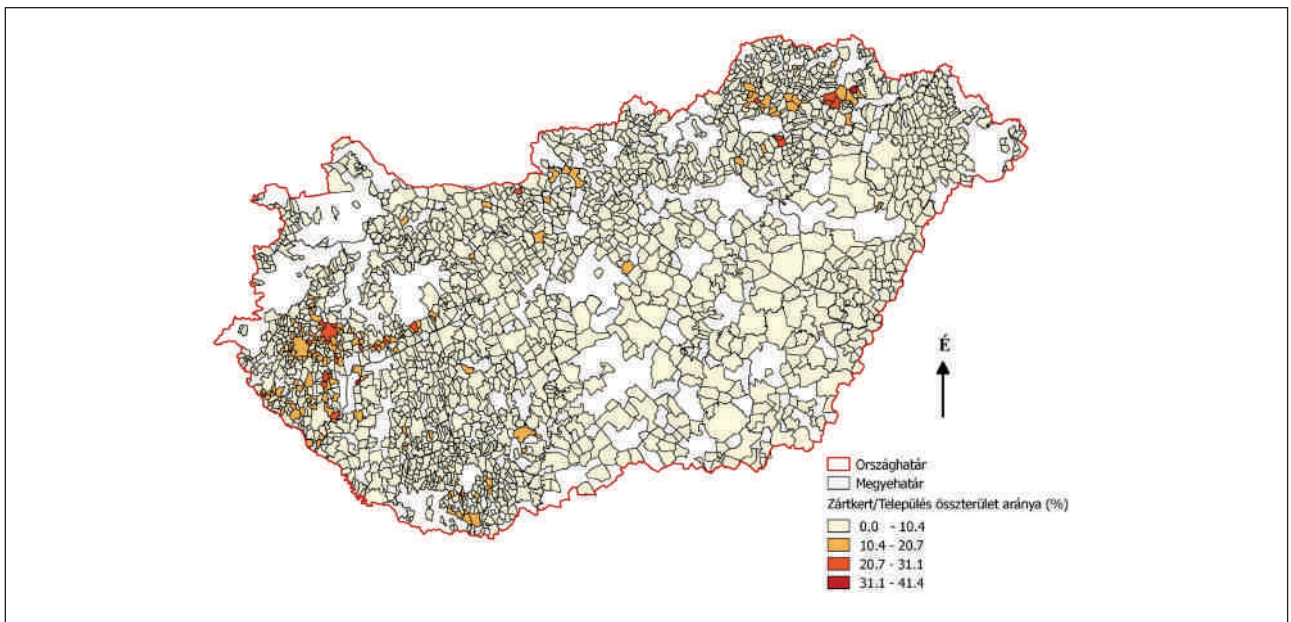 É
Országhatár
Megyehatár
Zártkert/Település összterület aránya (%)
0.0 - 10.4
10.4 - 20.7
20.7 - 31.1
31.1 - 41.4